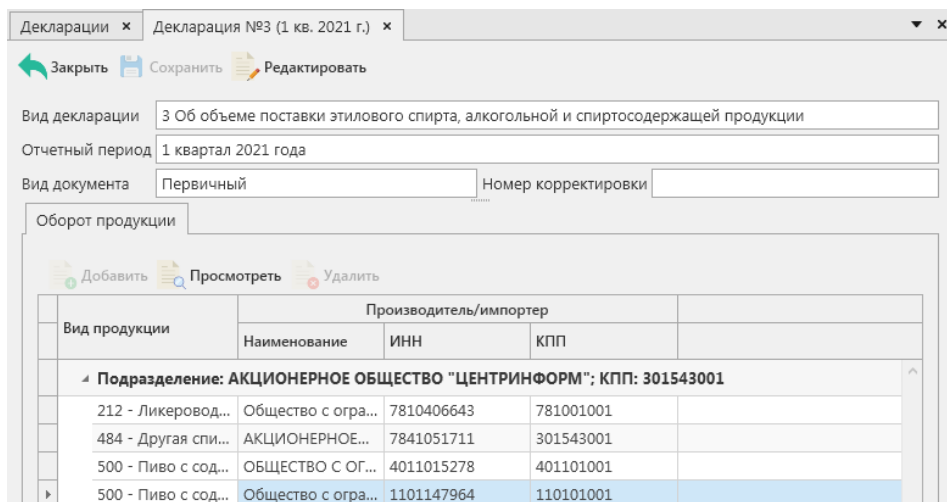 Декларации × Декларация №3 (1 кв. 2021 г.) ×
Закрыть Сохранить Редактировать
Вид декларации 3 Об объеме поставки этилового спирта, алкогольной и спиртосодержащей продукции
Отчетный период 1 квартал 2021 года
Вид документа Первичный Номер корректировки
Оборот продукции
Добавить Просмотреть Удалить
Вид продукции Производитель/импортер
Наименование ИНН КПП
Подразделение: АКЦИОНЕРНОЕ ОБЩЕСТВО "ЦЕНТРИНФОРМ"; КПП: 301543001
212 - Ликеровод... Общество с огра... 7810406643 781001001
484 - Другая спи... АКЦИОНЕРНОЕ... 7841051711 301543001
500 - Пиво с сод... ОБЩЕСТВО С ОГ... 4011015278 401101001
500 - Пиво с сод... Общество с огра... 1101147964 110101001